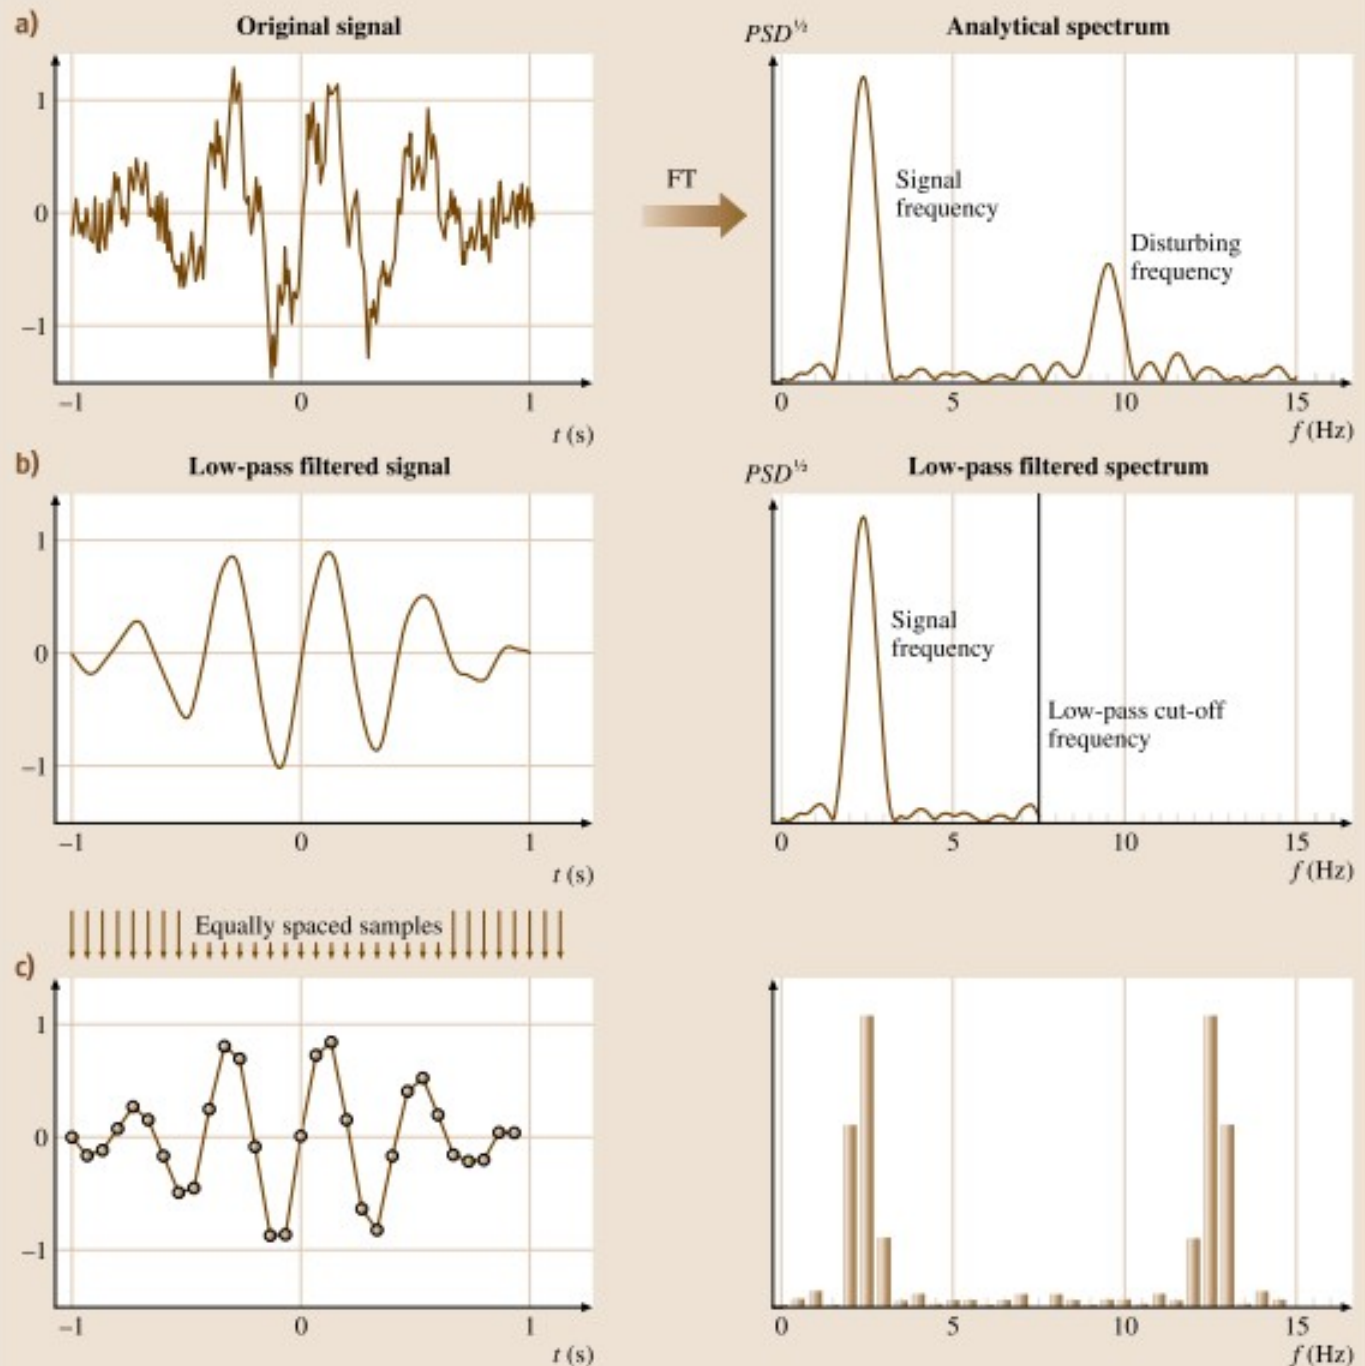 a)
Original signal
PSD½
Analytical spectrum
1
0
–1
–1
0
1
t (s)
FT
Signal
frequency
Disturbing
frequency
0
5
10
15
f (Hz)
b)
Low-pass filtered signal
PSD½
Low-pass filtered spectrum
1
0
–1
–1
0
1
t (s)
Signal
frequency
Low-pass cut-off
frequency
0
5
10
15
f (Hz)
Equally spaced samples
c)
1
0
–1
–1
0
1
t (s)
0
5
10
15
f (Hz)